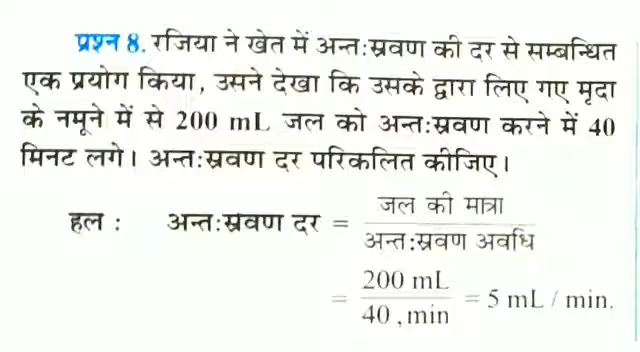 प्रश्न 8. रजिया ने खेत में अन्त:स्रवण की दर से सम्बन्धित
एक प्रयोग किया, उसने देखा कि उसके द्वारा लिए गए मृदा
के नमूने में से 200 mL जल को अन्त:स्रवण करने में 40
मिनट लगे। अन्त:स्रवण दर परिकलित कीजिए।
हल : अन्त:स्रवण दर = जल की मात्रा / अन्त:स्रवण अवधि
= 200 mL / 40 ,min = 5 mL / min.